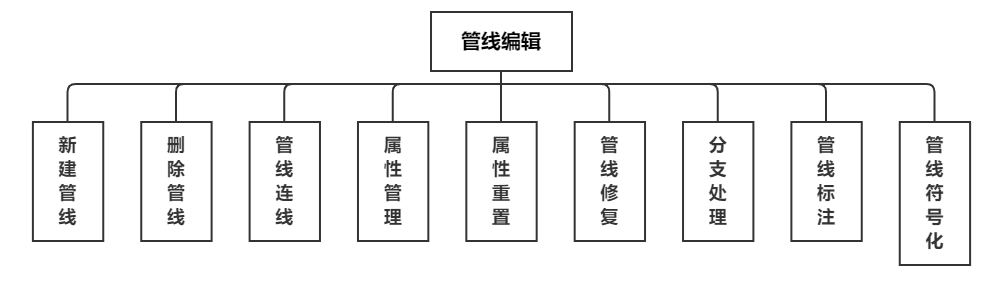 管线编辑
新建管线
删除管线
管线连线
属性管理
属性重置
管线修复
分支处理
管线标注
管线符号化